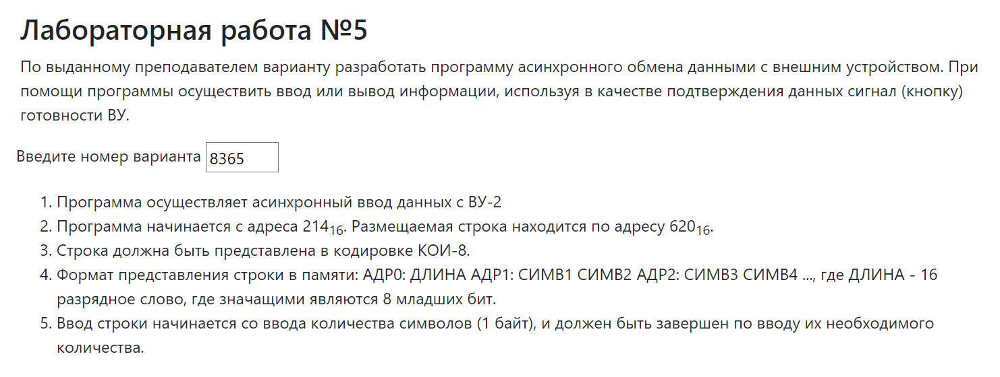 Лабораторная работа №5
По выданному преподавателем варианту разработать программу асинхронного обмена данными с внешним устройством. При
помощи программы осуществить ввод или вывод информации, используя в качестве подтверждения данных сигнал (кнопку)
готовности ВУ.
Введите номер варианта 8365
1. Программа осуществляет асинхронный ввод данных с ВУ-2
2. Программа начинается с адреса 214₁₆. Размещаемая строка находится по адресу 620₁₆.
3. Строка должна быть представлена в кодировке КОИ-8.
4. Формат представления строки в памяти: АДР0: ДЛИНА АДР1: СИМВ1 СИМВ2 АДР2: СИМВ3 СИМВ4 ..., где ДЛИНА - 16
разрядное слово, где значащими являются 8 младших бит.
5. Ввод строки начинается со ввода количества символов (1 байт), и должен быть завершен по вводу их необходимого
количества.